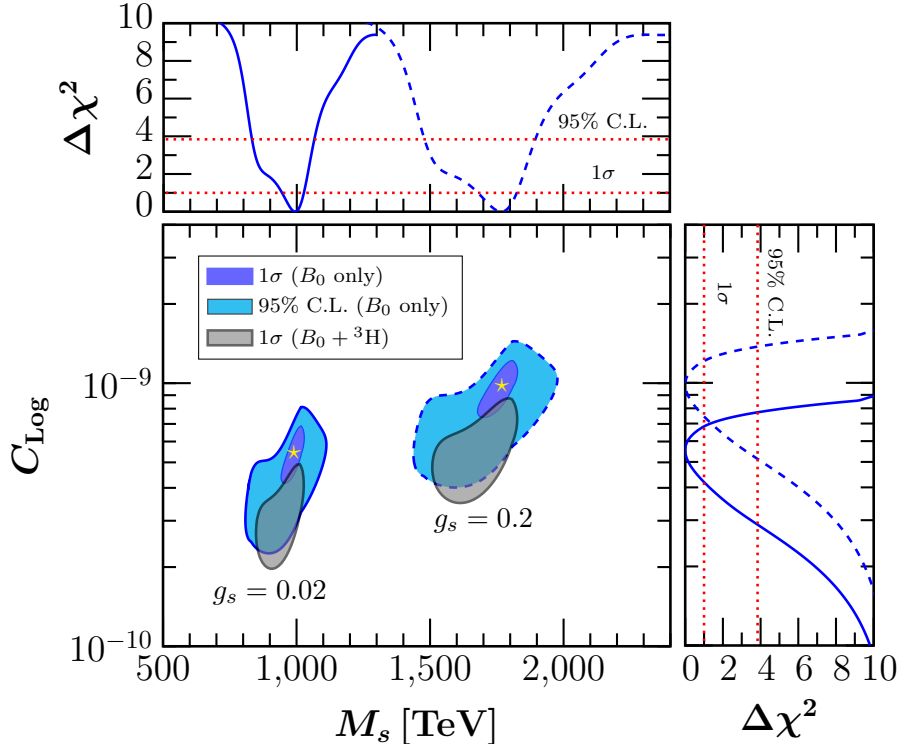 10
8
6
4
2
0
Δχ²
95% C.L.
1σ
1σ (B₀ only)
95% C.L. (B₀ only)
1σ (B₀ + ³H)
10⁻⁹
10⁻¹⁰
C_Log
g_s = 0.02
g_s = 0.2
500 1,000 1,500 2,000
M_s [TeV]
95% C.L.
1σ
0 2 4 6 8 10
Δχ²